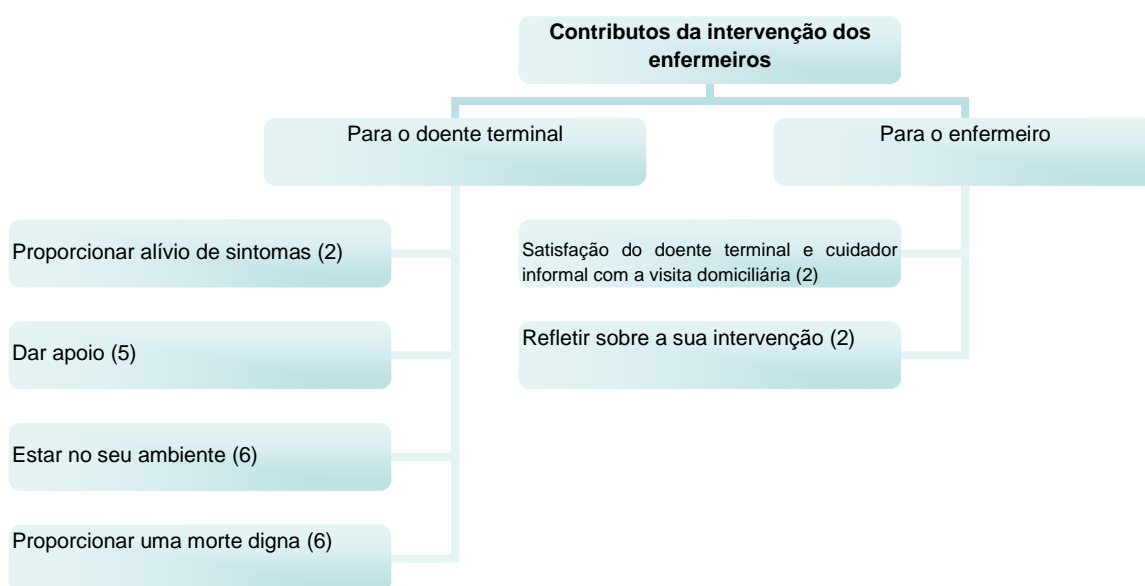 Contributos da intervenção dos
enfermeiros
Para o doente terminal
Para o enfermeiro
Proporcionar alívio de sintomas (2)
Satisfação do doente terminal e cuidador
informal com a visita domiciliária (2)
Dar apoio (5)
Refletir sobre a sua intervenção (2)
Estar no seu ambiente (6)
Proporcionar uma morte digna (6)